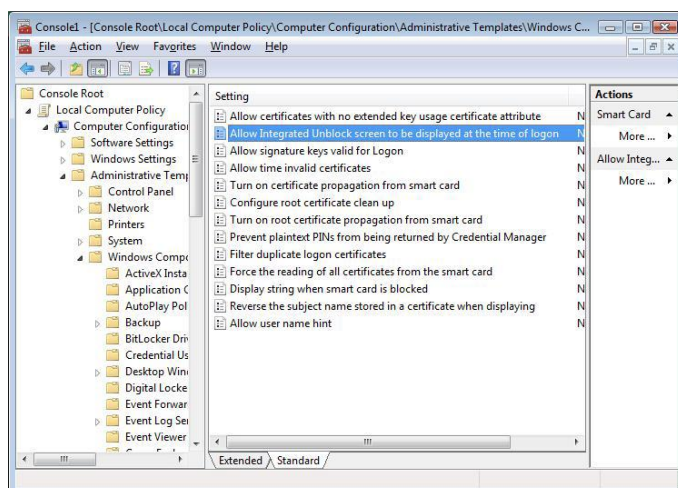 Console1 - [Console Root\Local Computer Policy\Computer Configuration\Administrative Templates\Windows C...
File Action View Favorites Window Help
Console Root
Local Computer Policy
Computer Configuration
Software Settings
Windows Settings
Administrative Temp
Control Panel
Network
Printers
System
Windows Compo
ActiveX Insta
Application C
AutoPlay Pol
Backup
BitLocker Driv
Credential Us
Desktop Wind
Digital Locke
Event Forwar
Event Log Ser
Event Viewer
Setting
Allow certificates with no extended key usage certificate attribute N
Allow Integrated Unblock screen to be displayed at the time of logon N
Allow signature keys valid for Logon N
Allow time invalid certificates N
Turn on certificate propagation from smart card N
Configure root certificate clean up N
Turn on root certificate propagation from smart card N
Prevent plaintext PINs from being returned by Credential Manager N
Filter duplicate logon certificates N
Force the reading of all certificates from the smart card N
Display string when smart card is blocked N
Reverse the subject name stored in a certificate when displaying N
Allow user name hint N
Extended Standard
Actions
Smart Card
More ...
Allow Integ...
More ...